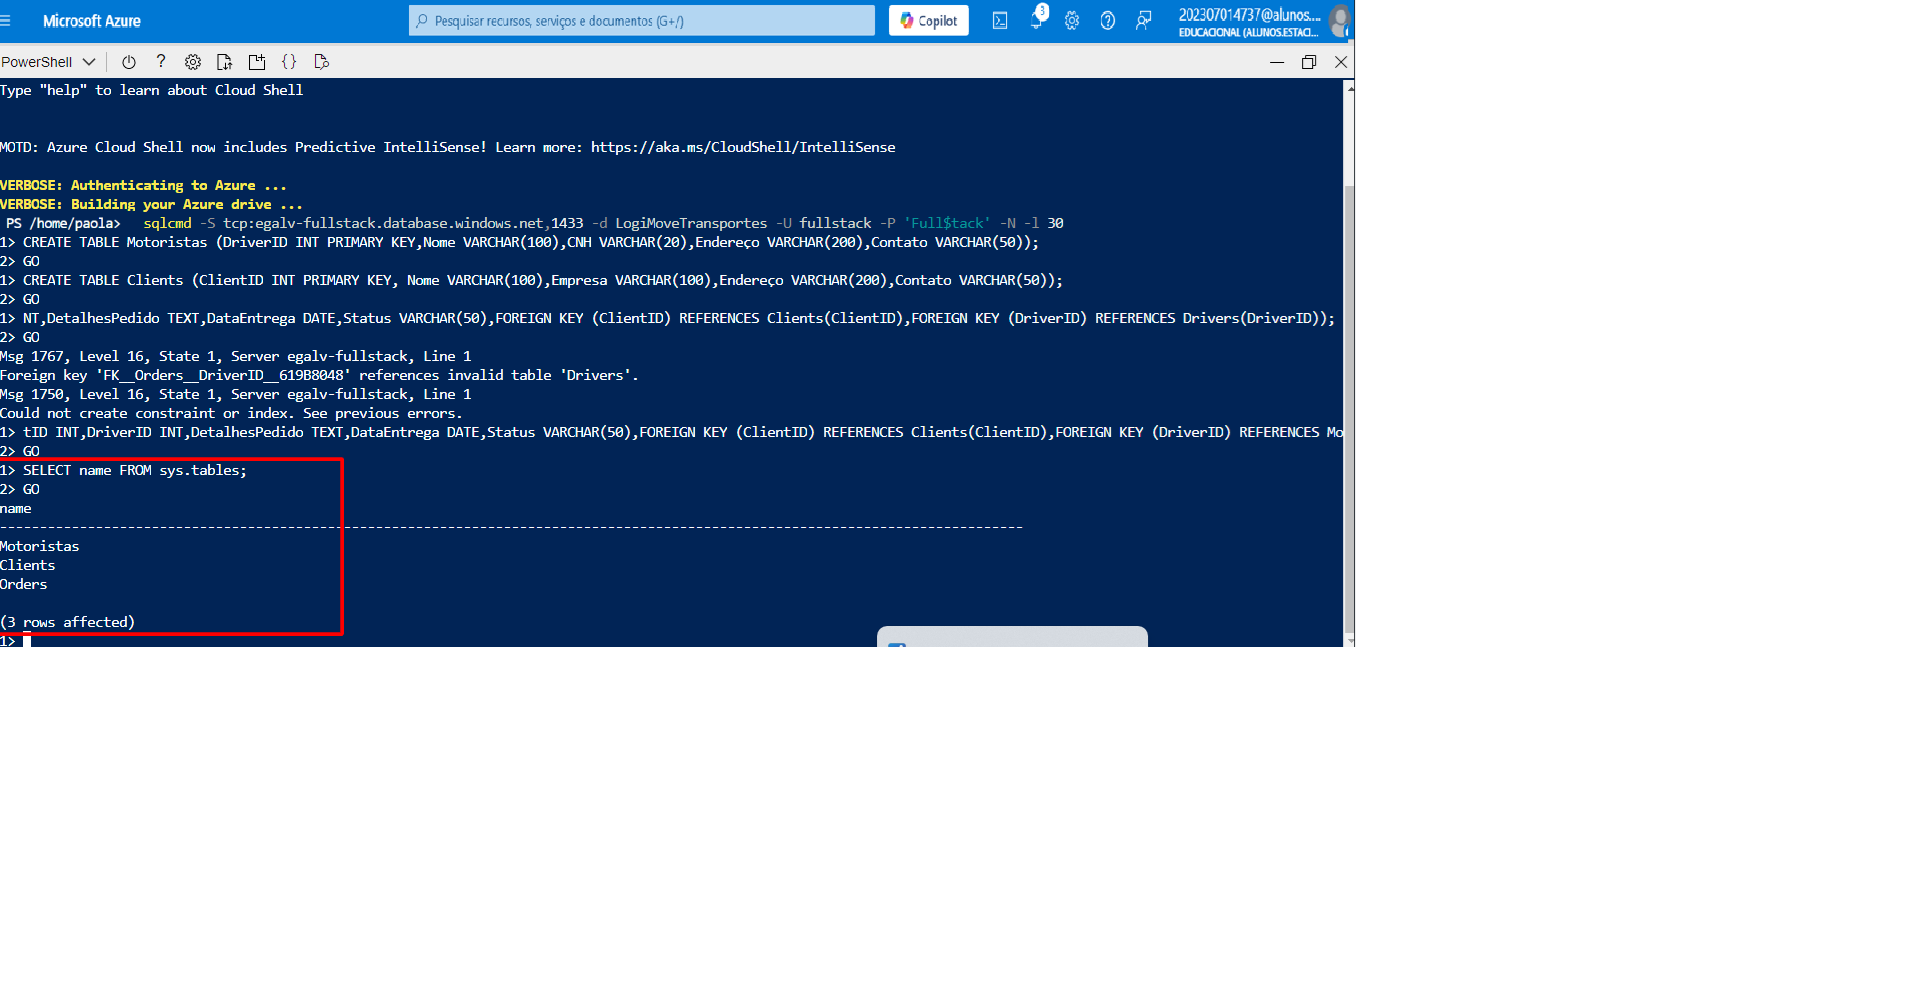 Microsoft Azure
Pesquisar recursos, serviços e documentos (G+/)
Copilot
3
202307014737@alunos....
EDUCACIONAL (ALUNOS.ESTACI...
PowerShell
Type "help" to learn about Cloud Shell
MOTD: Azure Cloud Shell now includes Predictive IntelliSense! Learn more: https://aka.ms/CloudShell/IntelliSense
VERBOSE: Authenticating to Azure ...
VERBOSE: Building your Azure drive ...
PS /home/paola> sqlcmd -S tcp:egalv-fullstack.database.windows.net,1433 -d LogiMoveTransportes -U fullstack -P 'Full$tack' -N -l 30
1> CREATE TABLE Motoristas (DriverID INT PRIMARY KEY,Nome VARCHAR(100),CNH VARCHAR(20),Endereço VARCHAR(200),Contato VARCHAR(50));
2> GO
1> CREATE TABLE Clients (ClientID INT PRIMARY KEY, Nome VARCHAR(100),Empresa VARCHAR(100),Endereço VARCHAR(200),Contato VARCHAR(50));
2> GO
1> NT,DetalhesPedido TEXT,DataEntrega DATE,Status VARCHAR(50),FOREIGN KEY (ClientID) REFERENCES Clients(ClientID),FOREIGN KEY (DriverID) REFERENCES Drivers(DriverID));
2> GO
Msg 1767, Level 16, State 1, Server egalv-fullstack, Line 1
Foreign key 'FK__Orders__DriverID__619B8048' references invalid table 'Drivers'.
Msg 1750, Level 16, State 1, Server egalv-fullstack, Line 1
Could not create constraint or index. See previous errors.
1> tID INT,DriverID INT,DetalhesPedido TEXT,DataEntrega DATE,Status VARCHAR(50),FOREIGN KEY (ClientID) REFERENCES Clients(ClientID),FOREIGN KEY (DriverID) REFERENCES Mo
2> GO
1> SELECT name FROM sys.tables;
2> GO
name
--------------------------------------------------------------------------------------------------------------------------------
Motoristas
Clients
Orders
(3 rows affected)
1>